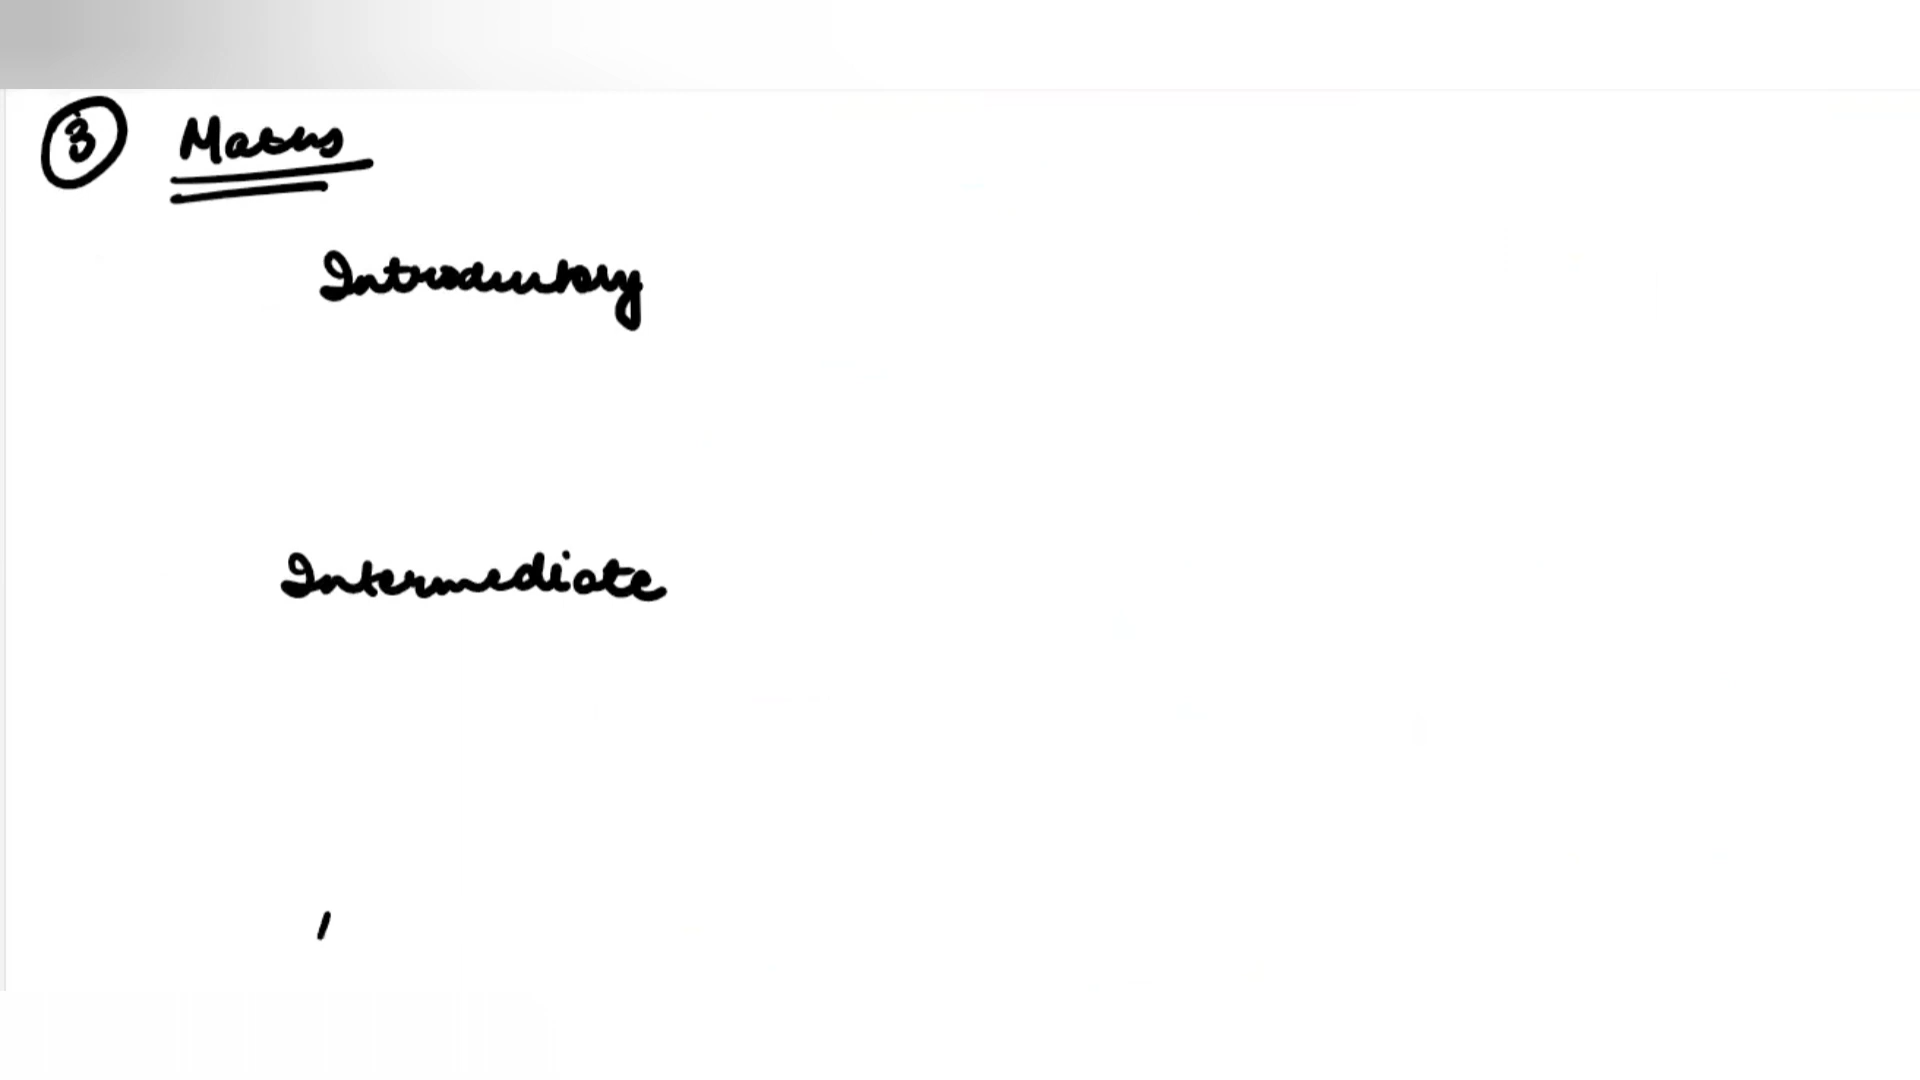 ③ Maths
Introductory
Intermediate